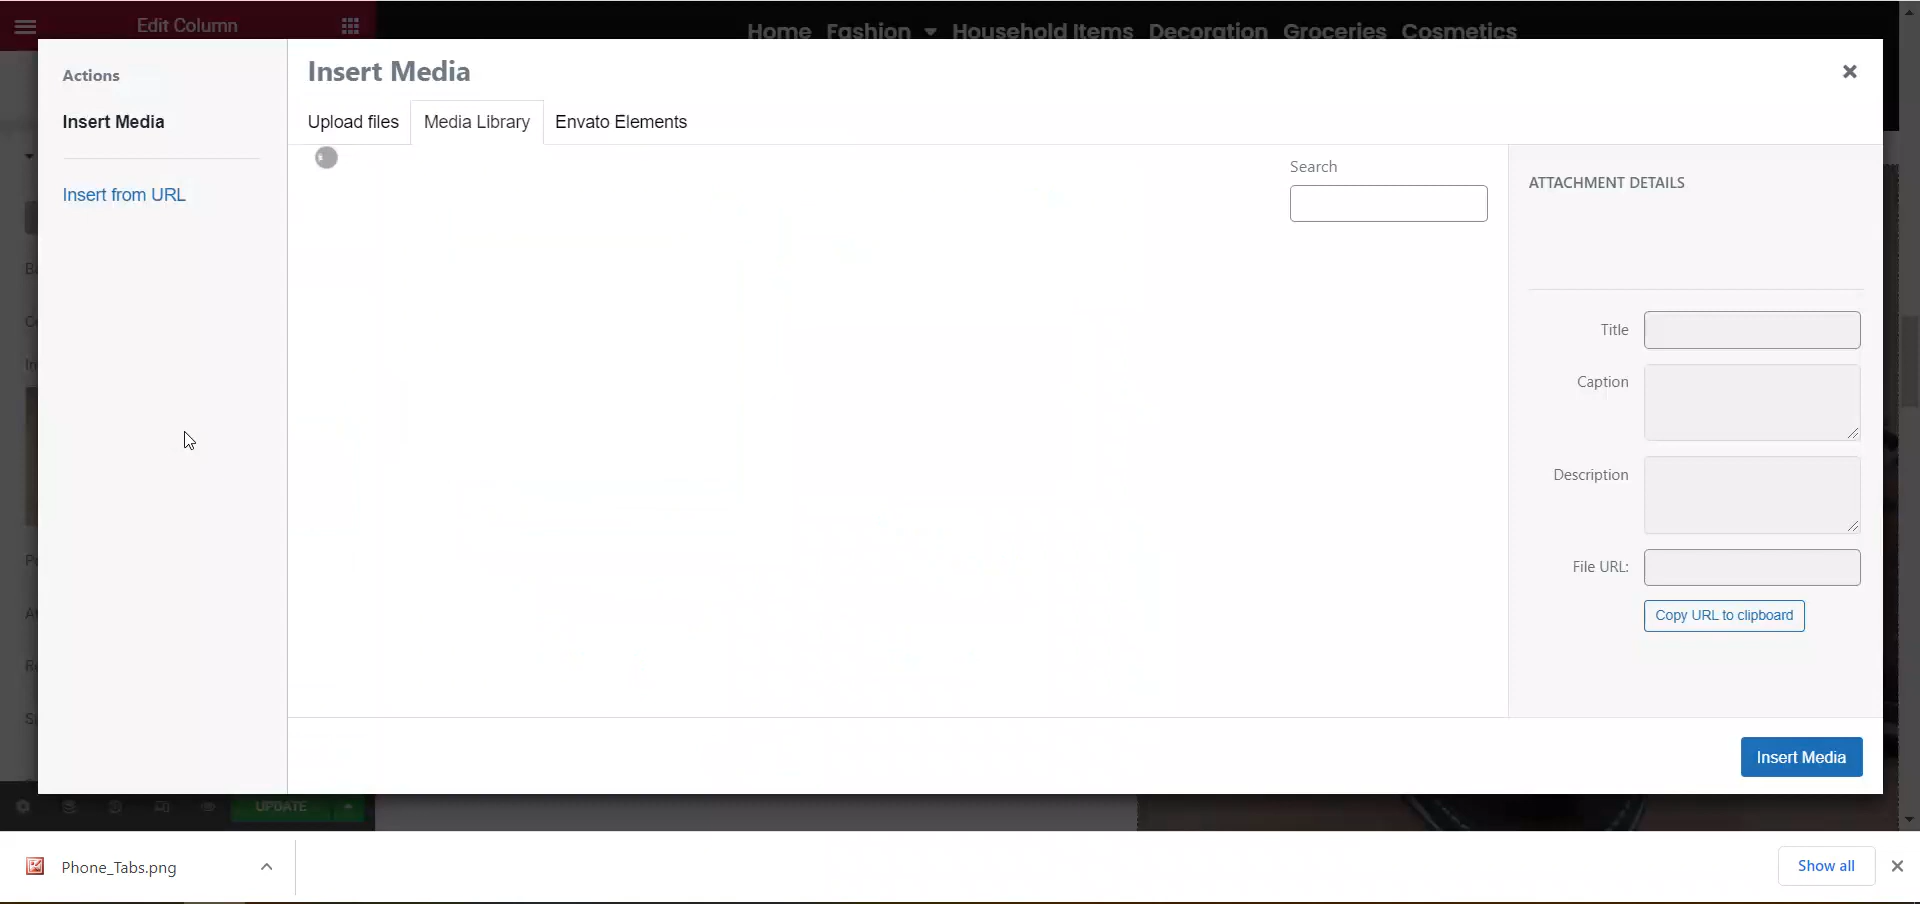 Edit Column
Home Fashion Household Items Decoration Groceries Cosmetics
Actions
Insert Media
Insert from URL
Insert Media
Upload files
Media Library
Envato Elements
Search
ATTACHMENT DETAILS
Title
Caption
Description
File URL:
Copy URL to clipboard
Insert Media
UPDATE
Phone_Tabs.png
Show all